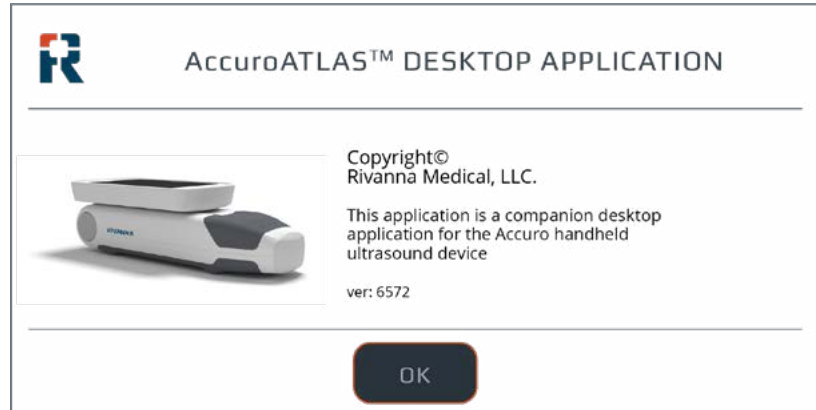 AccuroATLAS™ DESKTOP APPLICATION
Copyright©
Rivanna Medical, LLC.
This application is a companion desktop
application for the Accuro handheld
ultrasound device
ver: 6572
OK